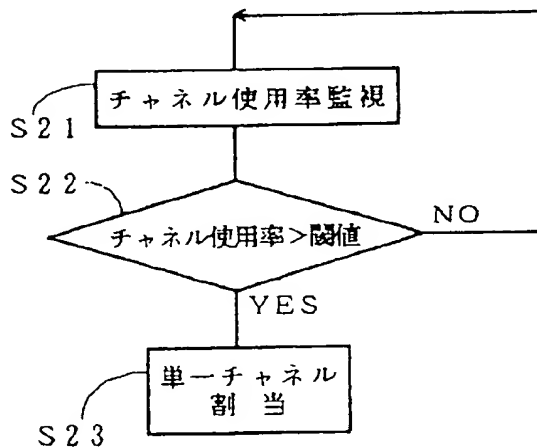 チャネル使用率監視
S21
S22
チャネル使用率>閾値
NO
YES
単一チャネル
割当
S23